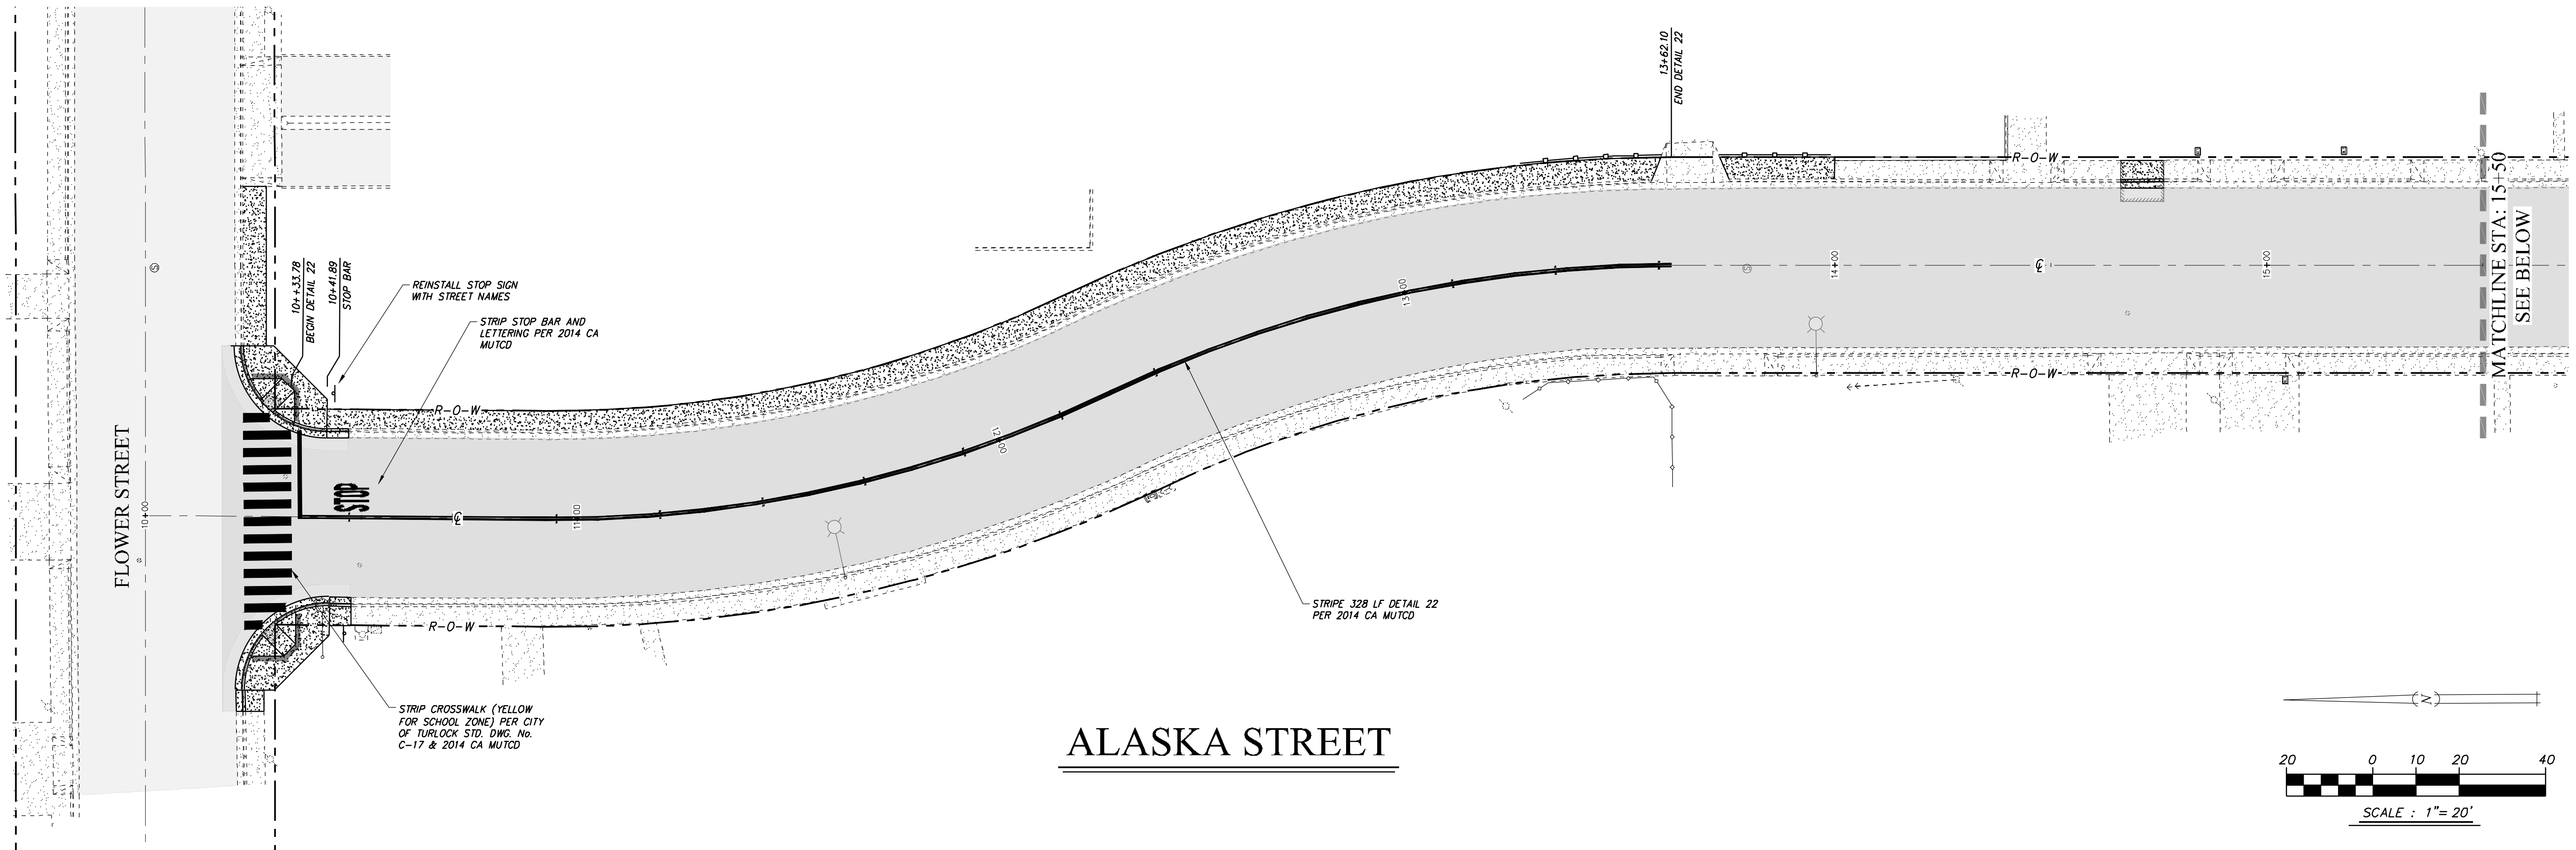 13+62.10
END DETAIL 22
R-O-W
MATCHLINE STA: 15+50
SEE BELOW
10++33.78
BEGIN DETAIL 22
10+41.89
STOP BAR
REINSTALL STOP SIGN
WITH STREET NAMES
STRIP STOP BAR AND
LETTERING PER 2014 CA
MUTCD
14+00
15+00
13+00
12+00
11+00
10+00
R-O-W
R-O-W
R-O-W
FLOWER STREET
STOP
STRIPE 328 LF DETAIL 22
PER 2014 CA MUTCD
STRIP CROSSWALK (YELLOW
FOR SCHOOL ZONE) PER CITY
OF TURLOCK STD. DWG. No.
C-17 & 2014 CA MUTCD
ALASKA STREET
N
20 0 10 20 40
SCALE : 1"= 20'